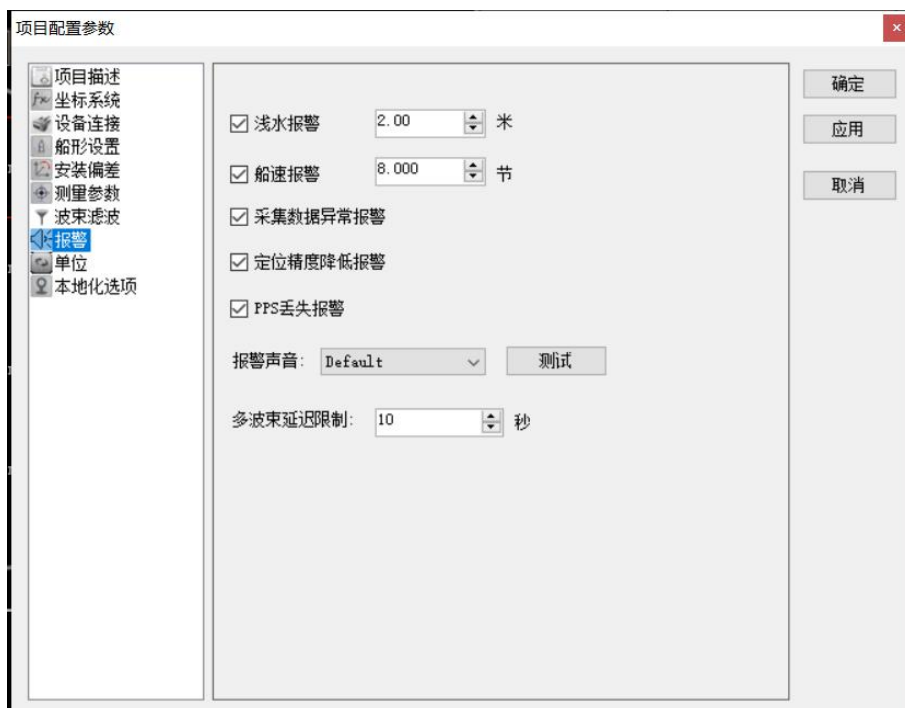 项目配置参数
项目描述
坐标系统
设备连接
船形设置
安装偏差
测量参数
波束滤波
报警
单位
本地化选项
浅水报警 2.00 米
船速报警 8.000 节
采集数据异常报警
定位精度降低报警
PPS丢失报警
报警声音: Default 测试
多波束延迟限制: 10 秒
确定
应用
取消